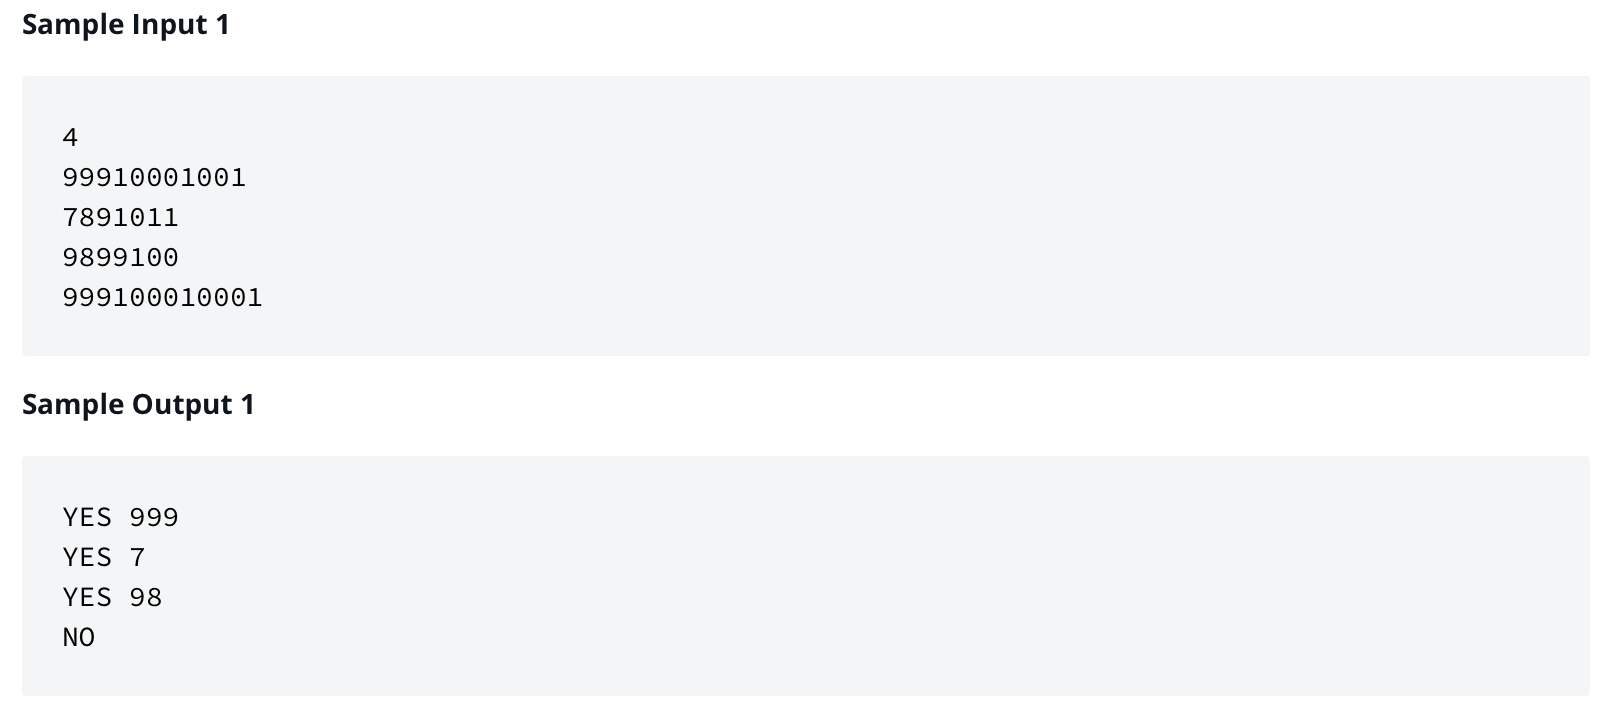 Sample Input 1
4
99910001001
7891011
9899100
999100010001
Sample Output 1
YES 999
YES 7
YES 98
NO